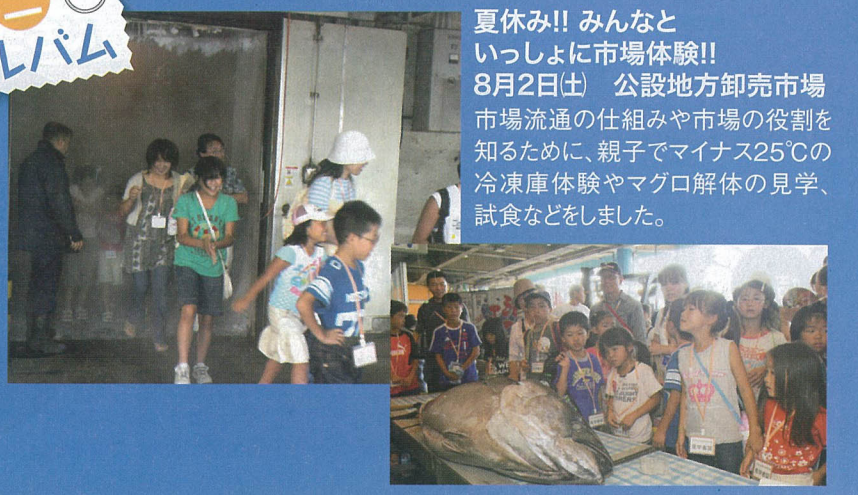 ルバム
夏休み!! みんなと
いっしょに市場体験!!
8月2日㈯ 公設地方卸売市場
市場流通の仕組みや市場の役割を
知るために、親子でマイナス25℃の
冷凍庫体験やマグロ解体の見学、
試食などをしました。